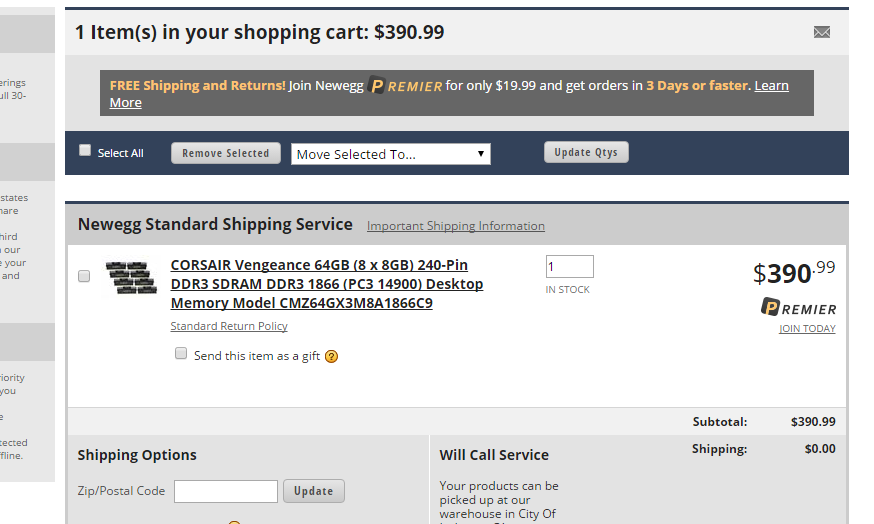 1 Item(s) in your shopping cart: $390.99
FREE Shipping and Returns! Join Newegg PREMIER for only $19.99 and get orders in 3 Days or faster. Learn
More
Select All Remove Selected Move Selected To... Update Qtys
Newegg Standard Shipping Service Important Shipping Information
CORSAIR Vengeance 64GB (8 x 8GB) 240-Pin
DDR3 SDRAM DDR3 1866 (PC3 14900) Desktop
Memory Model CMZ64GX3M8A1866C9
Standard Return Policy
Send this item as a gift ?
1
IN STOCK
$390.99
PREMIER
JOIN TODAY
Subtotal: $390.99
Shipping: $0.00
Shipping Options
Zip/Postal Code Update
Will Call Service
Your products can be
picked up at our
warehouse in City Of
erings
ull 30-
states
hare
hird
our
your
and
iority
you
e
tected
fline.